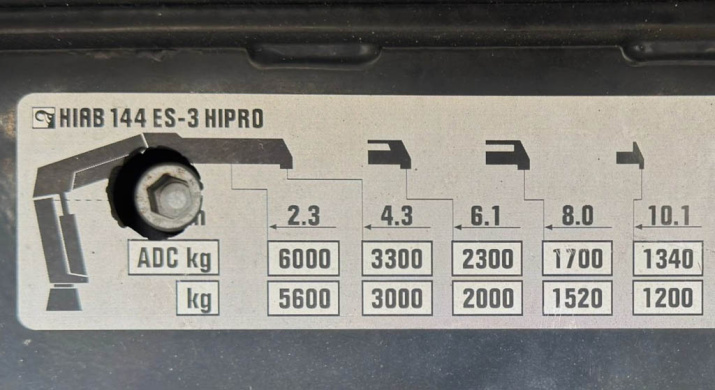 HIAB 144 ES-3 HIPRO
2.3 4.3 6.1 8.0 10.1
ADC kg 6000 3300 2300 1700 1340
kg 5600 3000 2000 1520 1200